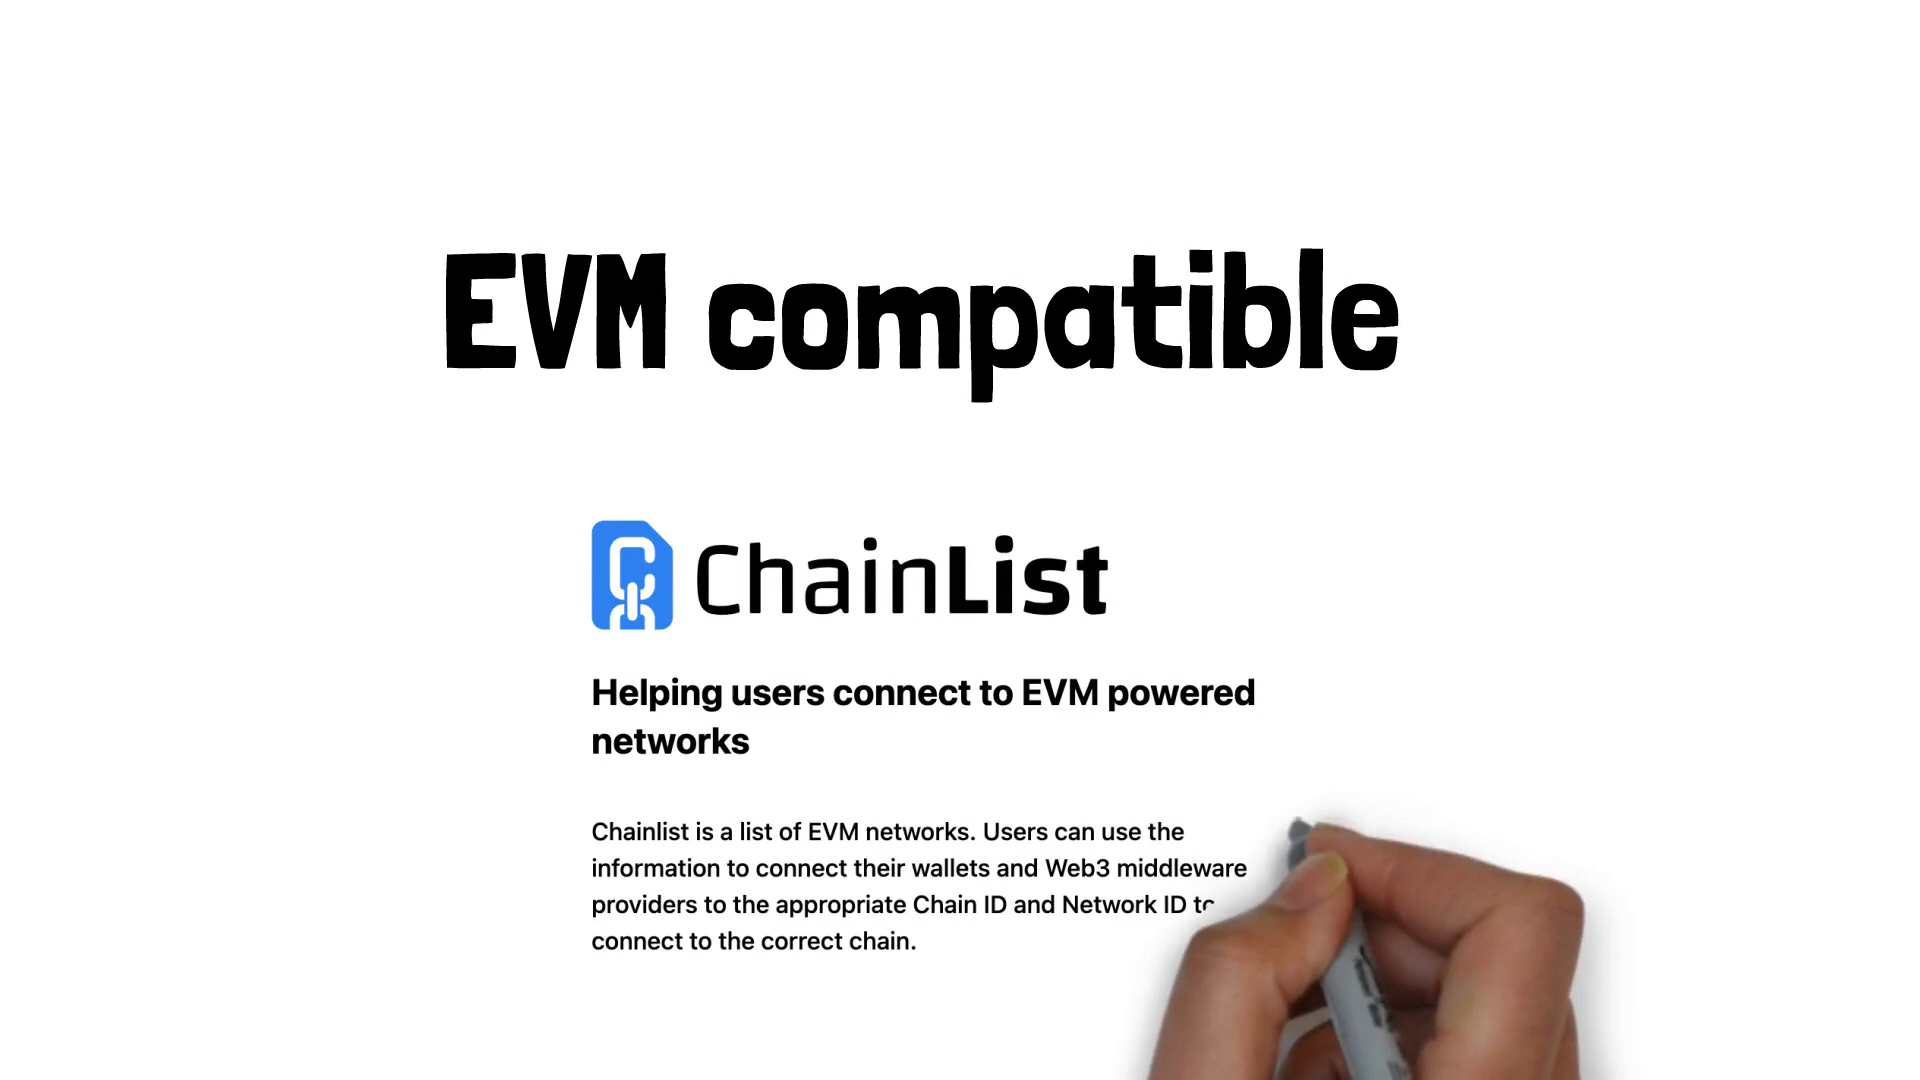 EVM compatible
ChainList
Helping users connect to EVM powered
networks
Chainlist is a list of EVM networks. Users can use the
information to connect their wallets and Web3 middleware
providers to the appropriate Chain ID and Network ID to
connect to the correct chain.